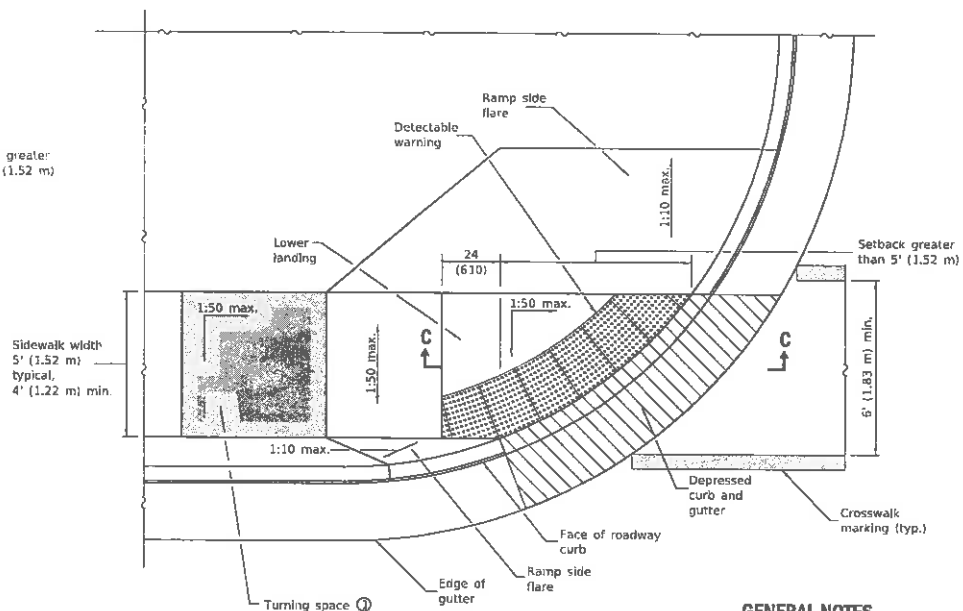 greater
(1.52 m)
Ramp side
flare
Detectable
warning
1:10 max.
Lower
landing
24
(610)
Setback greater
than 5' (1.52 m)
1:50 max.
1:50 max.
Sidewalk width
5' (1.52 m)
typical,
4' (1.22 m) min.
1:50 max.
C
C
6' (1.83 m) min.
1:10 max.
Depressed
curb and
gutter
Crosswalk
marking (typ.)
Face of roadway
curb
Ramp side
flare
Edge of
gutter
Turning space ①
GENERAL NOTES